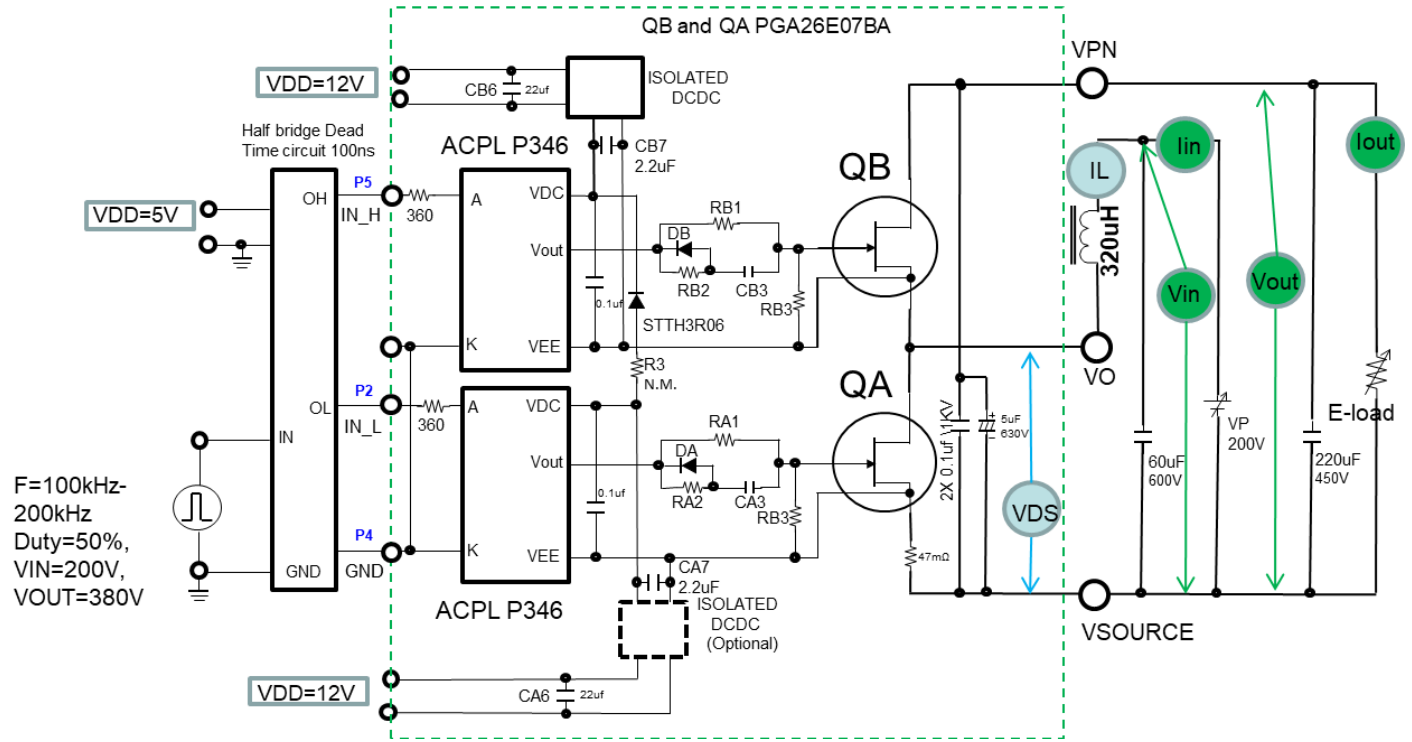 QB and QA PGA26E07BA
VDD=12V
CB6
22uf
ISOLATED
DCDC
CB7
2.2uF
Half bridge Dead
Time circuit 100ns
ACPL P346
VDD=5V
OH
P5
IN_H
360
A
VDC
Vout
K
VEE
0.1uf
STTH3R06
R3
N.M.
RB1
DB
RB2
CB3
RB3
QB
OL
P2
IN_L
360
A
VDC
Vout
K
VEE
0.1uf
ACPL P346
RA1
DA
RA2
CA3
RB3
QA
47mΩ
IN
P4
GND
GND
F=100kHz-
200kHz
Duty=50%,
VIN=200V,
VOUT=380V
CA7
2.2uF
ISOLATED
DCDC
(Optional)
VDD=12V
CA6
22uf
2X 0.1uf \1KV
5uF
630V
VDS
VPN
VO
VSOURCE
IL
320uH
Iin
Vin
Vout
Iout
60uF
600V
VP
200V
220uF
450V
E-load